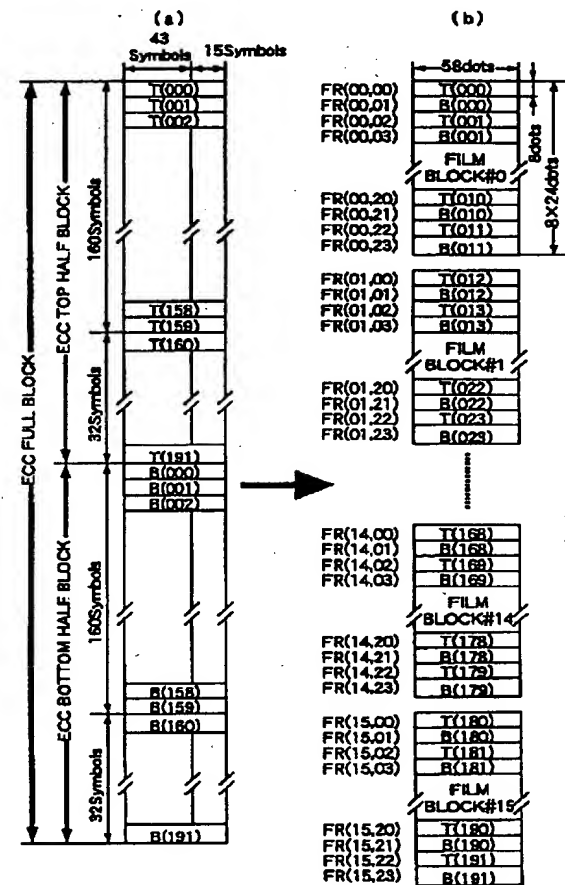 (a)
43
Symbols
15Symbols
T(000)
T(001)
T(002)
T(158)
T(159)
T(160)
T(191)
B(000)
B(001)
B(002)
B(158)
B(159)
B(160)
B(191)
ECC FULL BLOCK
ECC TOP HALF BLOCK
ECC BOTTOM HALF BLOCK
160Symbols
32Symbols
160Symbols
32Symbols
(b)
58dots
8dots
8X24dots
FR(00,00) T(000)
FR(00,01) B(000)
FR(00,02) T(001)
FR(00,03) B(001)
FILM
BLOCK#0
FR(00,20) T(010)
FR(00,21) B(010)
FR(00,22) T(011)
FR(00,23) B(011)
FR(01,00) T(012)
FR(01,01) B(012)
FR(01,02) T(013)
FR(01,03) B(013)
FILM
BLOCK#1
FR(01,20) T(022)
FR(01,21) B(022)
FR(01,22) T(023)
FR(01,23) B(023)
FR(14,00) T(168)
FR(14,01) B(168)
FR(14,02) T(169)
FR(14,03) B(169)
FILM
BLOCK#14
FR(14,20) T(178)
FR(14,21) B(178)
FR(14,22) T(179)
FR(14,23) B(179)
FR(15,00) T(180)
FR(15,01) B(180)
FR(15,02) T(181)
FR(15,03) B(181)
FILM
BLOCK#15
FR(15,20) T(190)
FR(15,21) B(190)
FR(15,22) T(191)
FR(15,23) B(191)